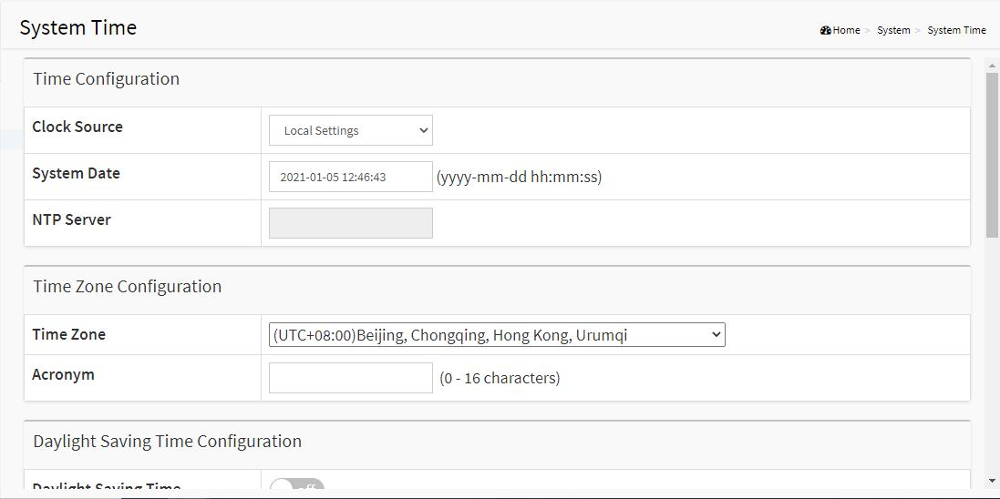 System Time
Home > System > System Time
Time Configuration
Clock Source
Local Settings
System Date
2021-01-05 12:46:43 (yyyy-mm-dd hh:mm:ss)
NTP Server
Time Zone Configuration
Time Zone
(UTC+08:00)Beijing, Chongqing, Hong Kong, Urumqi
Acronym
(0 - 16 characters)
Daylight Saving Time Configuration
Daylight Saving Time
off